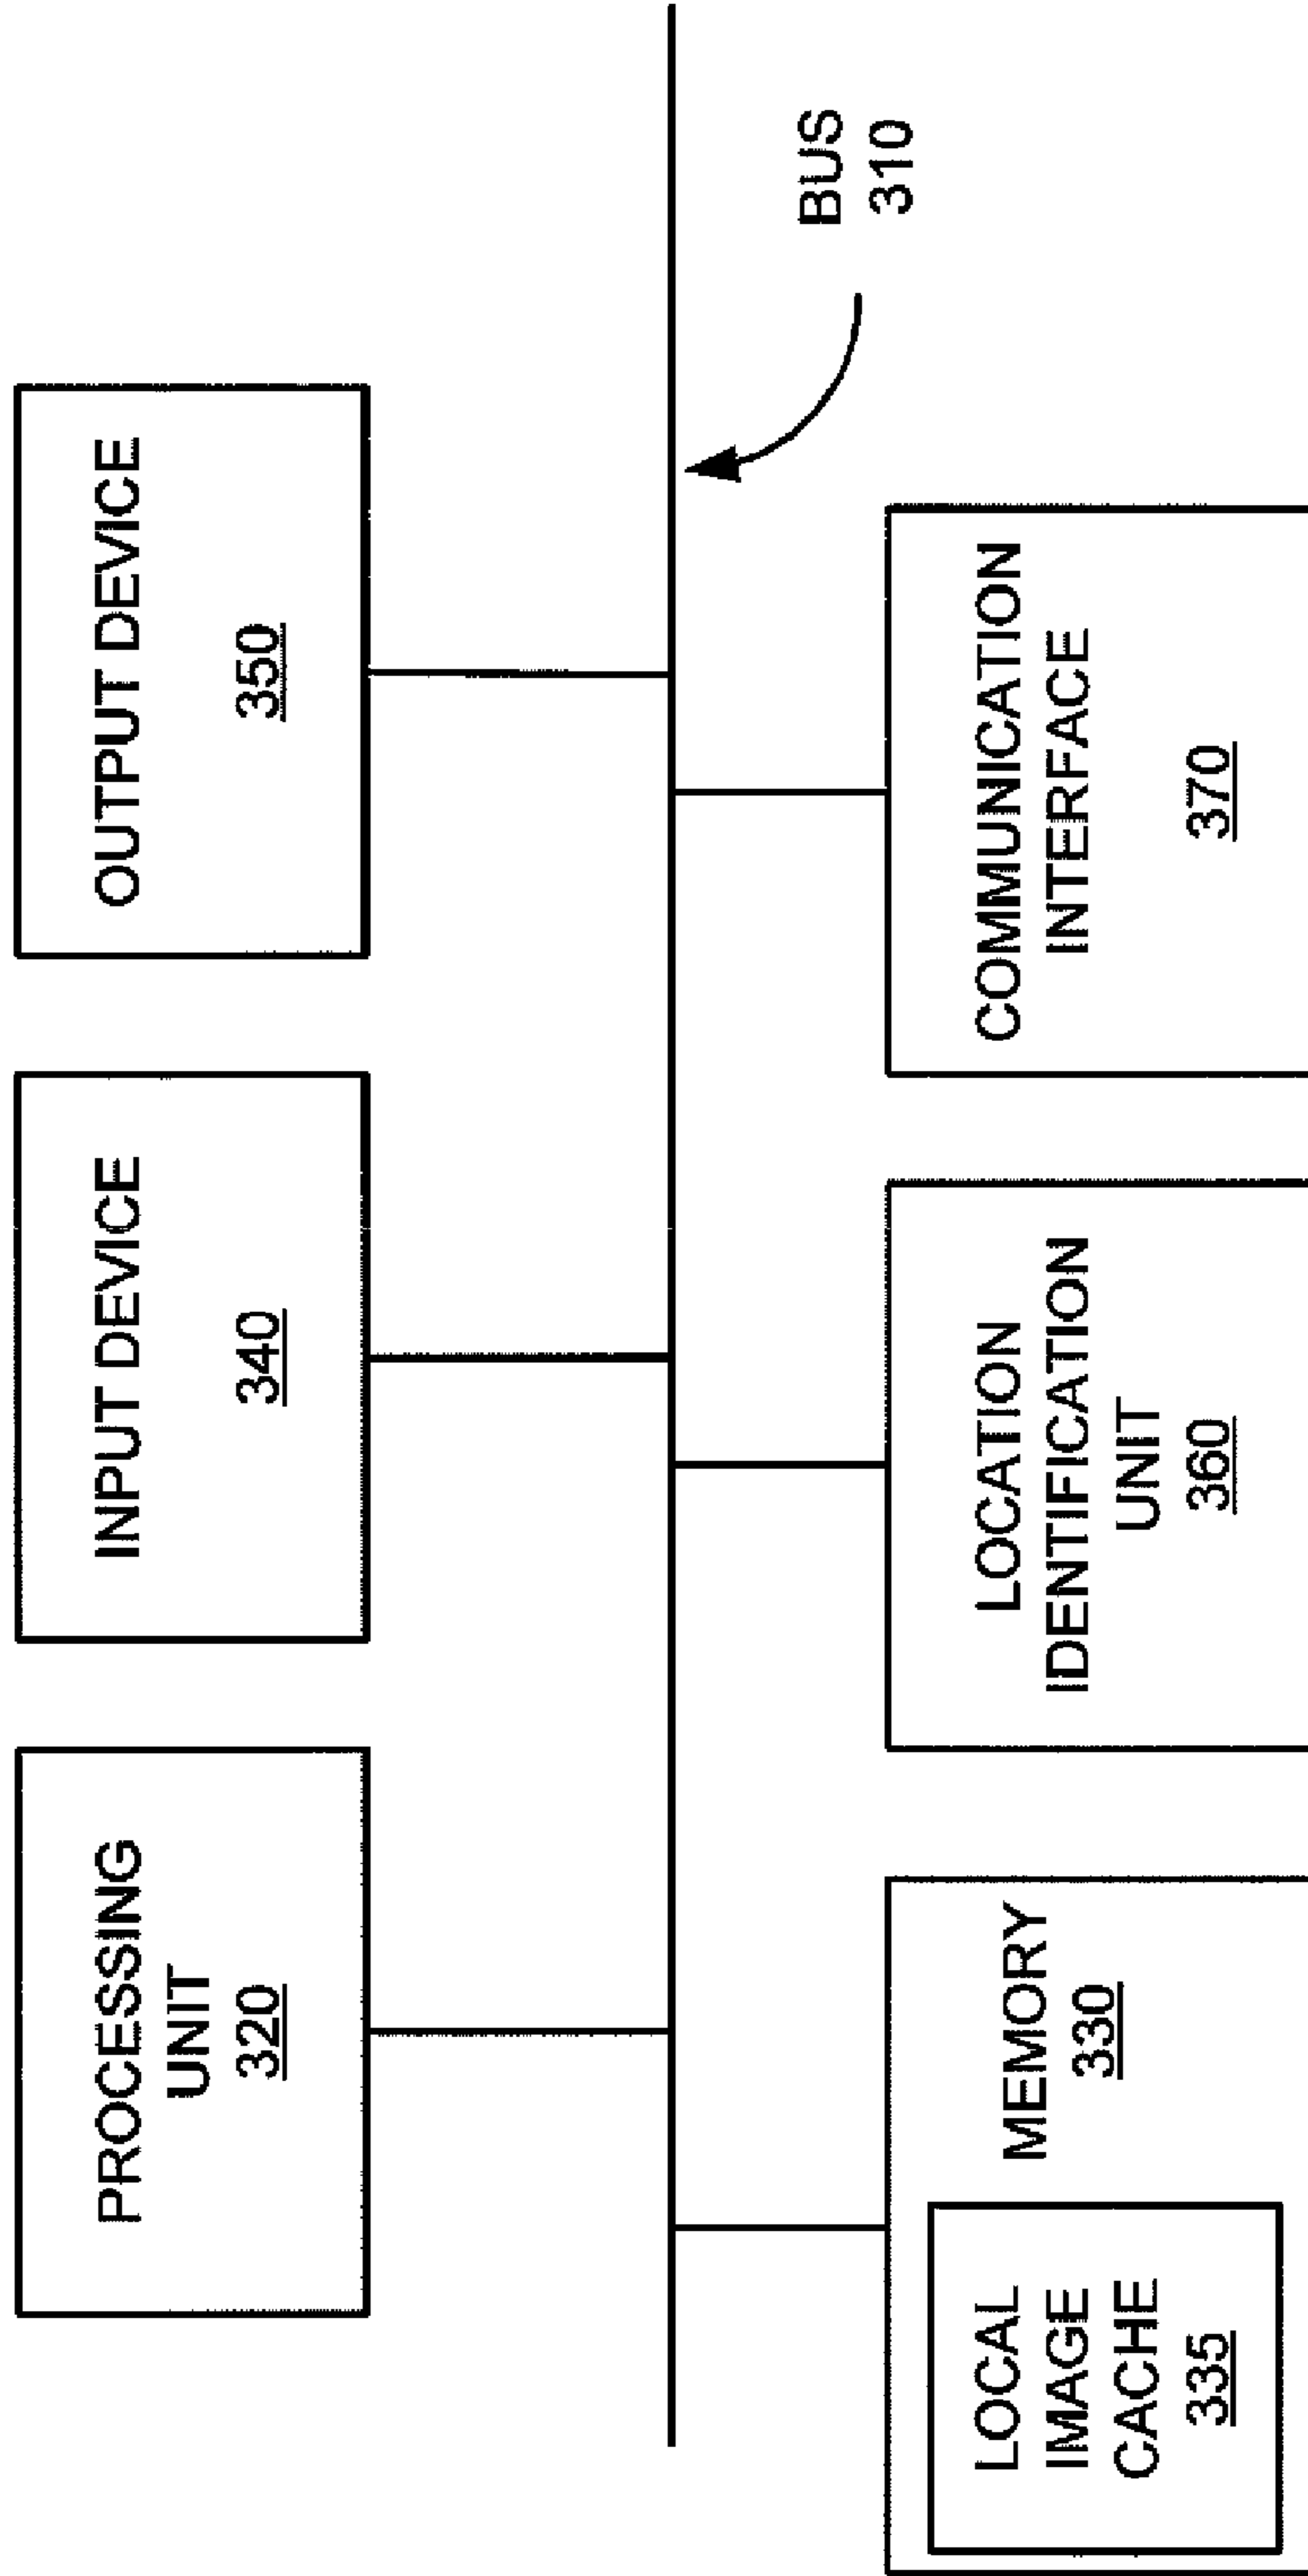 PROCESSING
UNIT
320
INPUT DEVICE
340
OUTPUT DEVICE
350
BUS
310
LOCAL
IMAGE
CACHE
335
MEMORY
330
LOCATION
IDENTIFICATION
UNIT
360
COMMUNICATION
INTERFACE
370